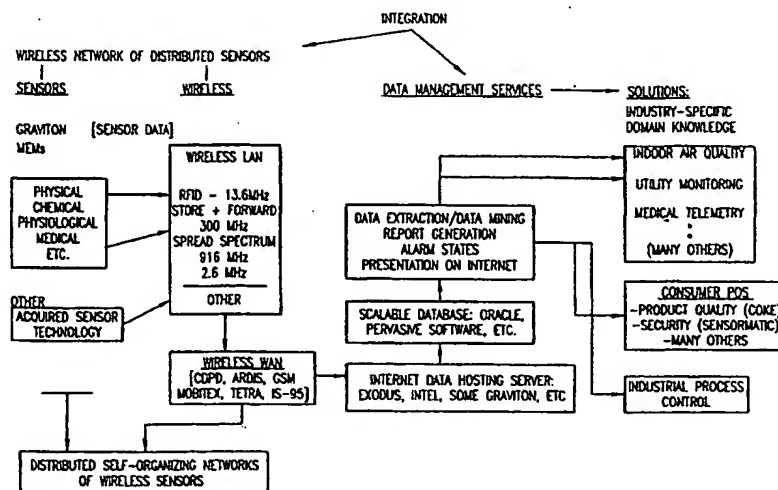 INTEGRATION
WIRELESS NETWORK OF DISTRIBUTED SENSORS
SENSORS
WIRELESS
DATA MANAGEMENT SERVICES
SOLUTIONS:
INDUSTRY-SPECIFIC
DOMAIN KNOWLEDGE
GRAVITON
MEMs
[SENSOR DATA]
PHYSICAL
CHEMICAL
PHYSIOLOGICAL
MEDICAL
ETC.
OTHER
ACQUIRED SENSOR
TECHNOLOGY
WIRELESS LAN
RFID - 13.6MHz
STORE + FORWARD
300 MHz
SPREAD SPECTRUM
916 MHz
2.6 MHz
OTHER
WIRELESS WAN
[CDPD, ARDIS, GSM
MOBITEX, TETRA, IS-95]
DISTRIBUTED SELF-ORGANIZING NETWORKS
OF WIRELESS SENSORS
DATA EXTRACTION/DATA MINING
REPORT GENERATION
ALARM STATES
PRESENTATION ON INTERNET
SCALABLE DATABASE: ORACLE,
PERVASIVE SOFTWARE, ETC.
INTERNET DATA HOSTING SERVER:
EXODUS, INTEL, SOME GRAVITON, ETC
INDOOR AIR QUALITY
UTILITY MONITORING
MEDICAL TELEMETRY
(MANY OTHERS)
CONSUMER POS
-PRODUCT QUALITY (COKE)
-SECURITY (SENSORMATIC)
-MANY OTHERS
INDUSTRIAL PROCESS
CONTROL